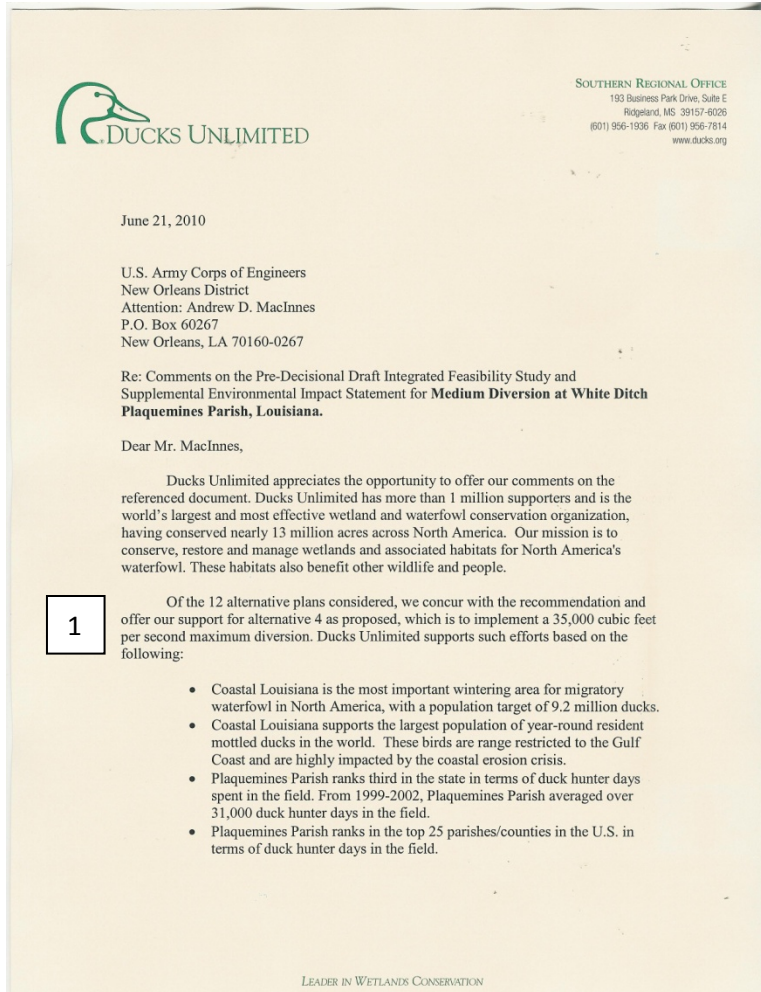 DUCKS UNLIMITED
SOUTHERN REGIONAL OFFICE
193 Business Park Drive, Suite E
Ridgeland, MS 39157-6026
(601) 956-1936 Fax (601) 956-7814
www.ducks.org
June 21, 2010
U.S. Army Corps of Engineers
New Orleans District
Attention: Andrew D. MacInnes
P.O. Box 60267
New Orleans, LA 70160-0267
Re: Comments on the Pre-Decisional Draft Integrated Feasibility Study and
Supplemental Environmental Impact Statement for Medium Diversion at White Ditch
Plaquemines Parish, Louisiana.
Dear Mr. MacInnes,
Ducks Unlimited appreciates the opportunity to offer our comments on the
referenced document. Ducks Unlimited has more than 1 million supporters and is the
world's largest and most effective wetland and waterfowl conservation organization,
having conserved nearly 13 million acres across North America. Our mission is to
conserve, restore and manage wetlands and associated habitats for North America's
waterfowl. These habitats also benefit other wildlife and people.
1
Of the 12 alternative plans considered, we concur with the recommendation and
offer our support for alternative 4 as proposed, which is to implement a 35,000 cubic feet
per second maximum diversion. Ducks Unlimited supports such efforts based on the
following:
• Coastal Louisiana is the most important wintering area for migratory
waterfowl in North America, with a population target of 9.2 million ducks.
• Coastal Louisiana supports the largest population of year-round resident
mottled ducks in the world. These birds are range restricted to the Gulf
Coast and are highly impacted by the coastal erosion crisis.
• Plaquemines Parish ranks third in the state in terms of duck hunter days
spent in the field. From 1999-2002, Plaquemines Parish averaged over
31,000 duck hunter days in the field.
• Plaquemines Parish ranks in the top 25 parishes/counties in the U.S. in
terms of duck hunter days in the field.
LEADER IN WETLANDS CONSERVATION